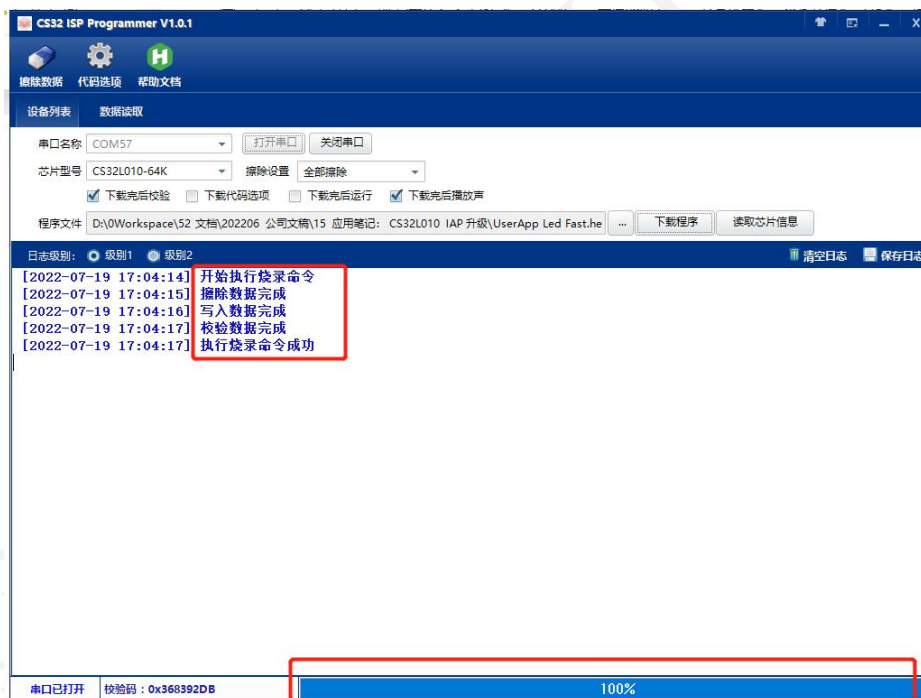 CS32 ISP Programmer V1.0.1
擦除数据 代码选项 帮助文档
设备列表 数据读取
串口名称 COM57 打开串口 关闭串口
芯片型号 CS32L010-64K 擦除设置 全部擦除
下载完后校验 下载代码选项 下载完后运行 下载完后播放声
程序文件 D:\0Workspace\52 文档\202206 公司文稿\15 应用笔记: CS32L010 IAP 升级\UserApp Led Fast.he ... 下载程序 读取芯片信息
日志级别: 级别1 级别2 清空日志 保存日志
[2022-07-19 17:04:14] 开始执行烧录命令
[2022-07-19 17:04:15] 擦除数据完成
[2022-07-19 17:04:16] 写入数据完成
[2022-07-19 17:04:17] 校验数据完成
[2022-07-19 17:04:17] 执行烧录命令成功
串口已打开 校验码:0x368392DB 100%